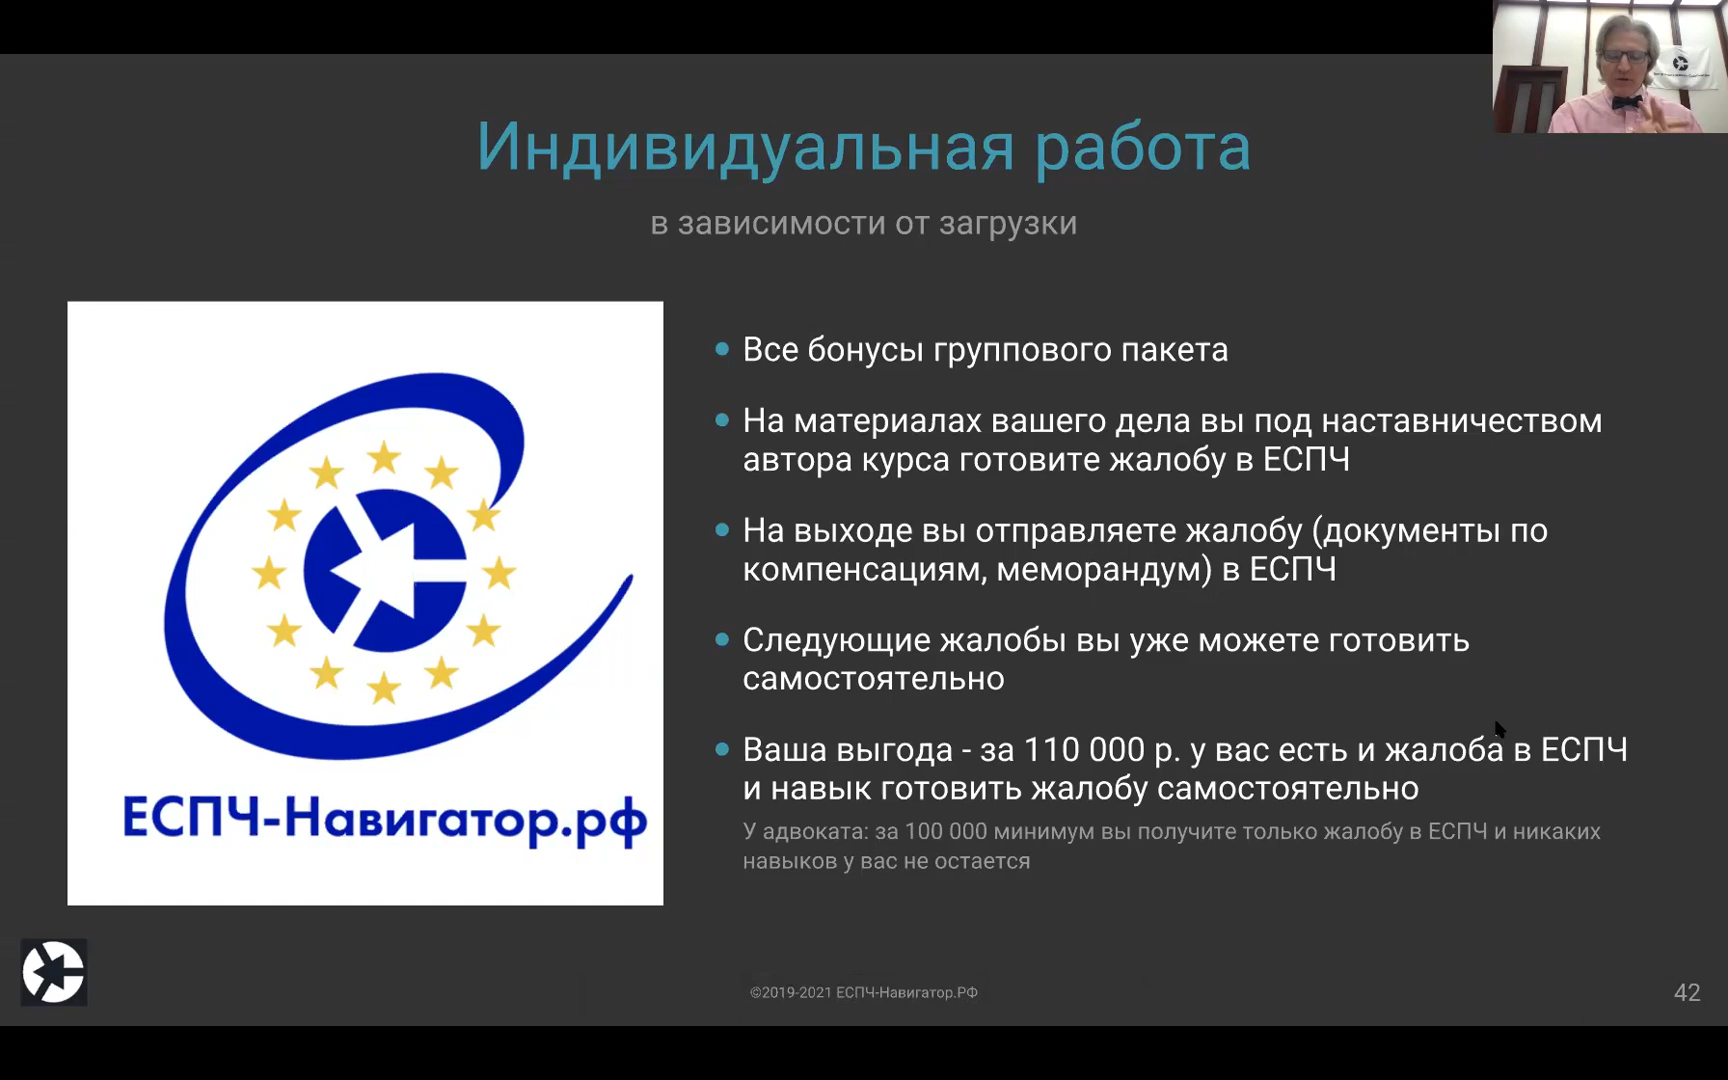 Индивидуальная работа
в зависимости от загрузки
ЕСПЧ-Навигатор.рф
Все бонусы группового пакета
На материалах вашего дела вы под наставничеством
автора курса готовите жалобу в ЕСПЧ
На выходе вы отправляете жалобу (документы по
компенсациям, меморандум) в ЕСПЧ
Следующие жалобы вы уже можете готовить
самостоятельно
Ваша выгода - за 110 000 р. у вас есть и жалоба в ЕСПЧ
и навык готовить жалобу самостоятельно
У адвоката: за 100 000 минимум вы получите только жалобу в ЕСПЧ и никаких
навыков у вас не остается
©2019-2021 ЕСПЧ-Навигатор.РФ
42